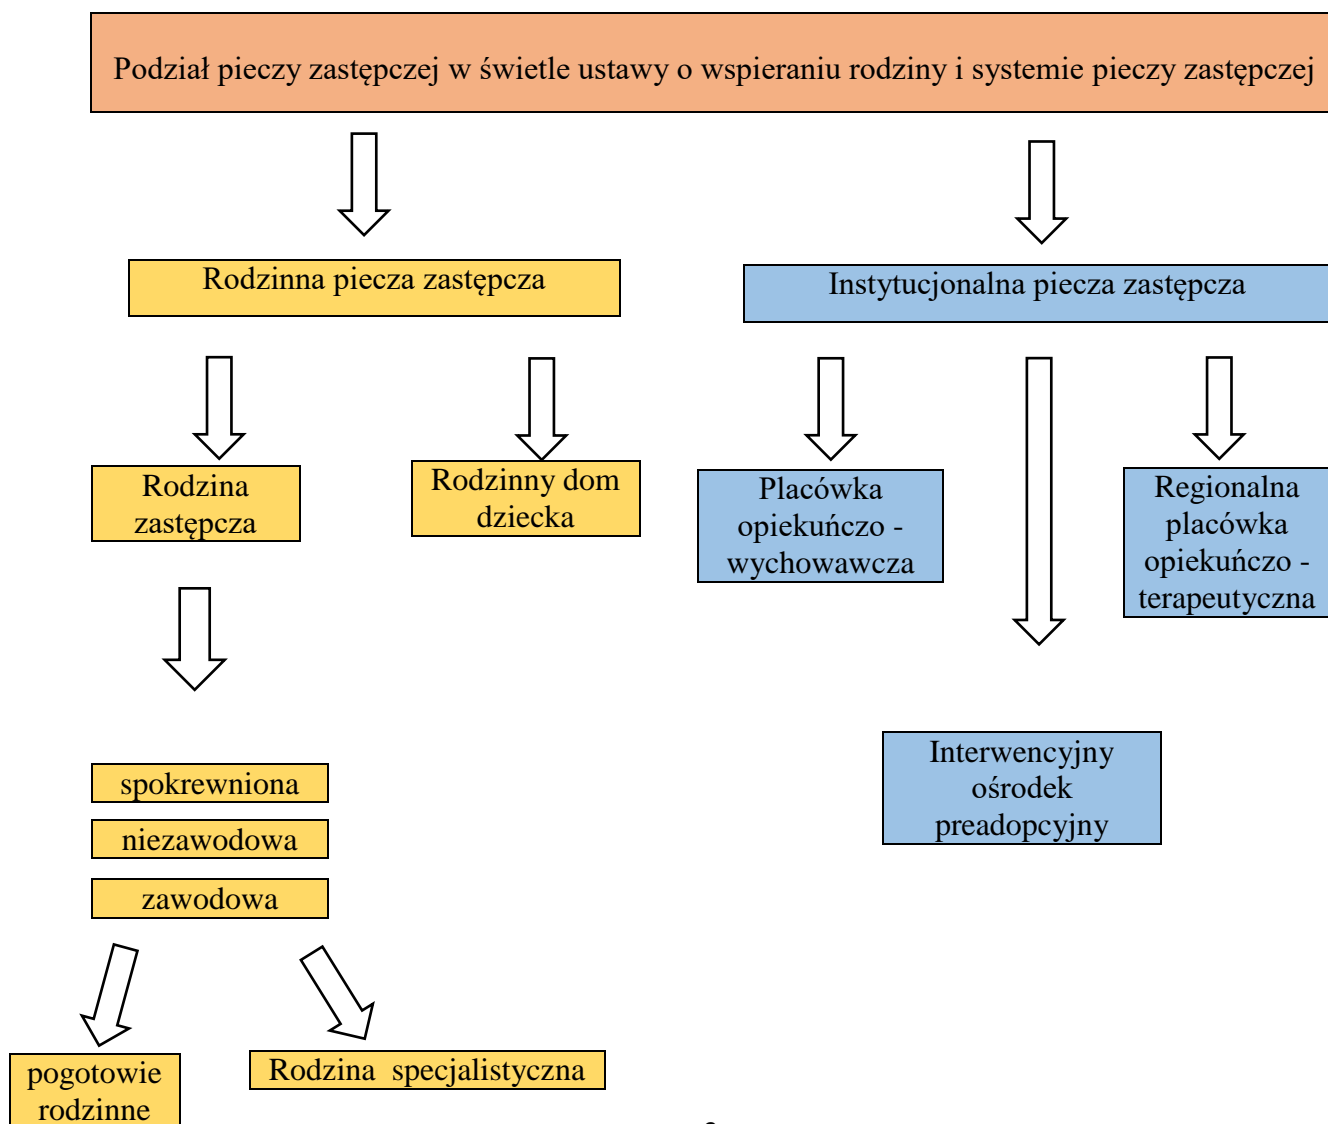 Podział pieczy zastępczej w świetle ustawy o wspieraniu rodziny i systemie pieczy zastępczej
Rodzinna piecza zastępcza
Instytucjonalna piecza zastępcza
Rodzina
zastępcza
Rodzinny dom
dziecka
Placówka
opiekuńczo -
wychowawcza
Regionalna
placówka
opiekuńczo -
terapeutyczna
Interwencyjny
ośrodek
preadopcyjny
spokrewniona
niezawodowa
zawodowa
pogotowie
rodzinne
Rodzina  specjalistyczna